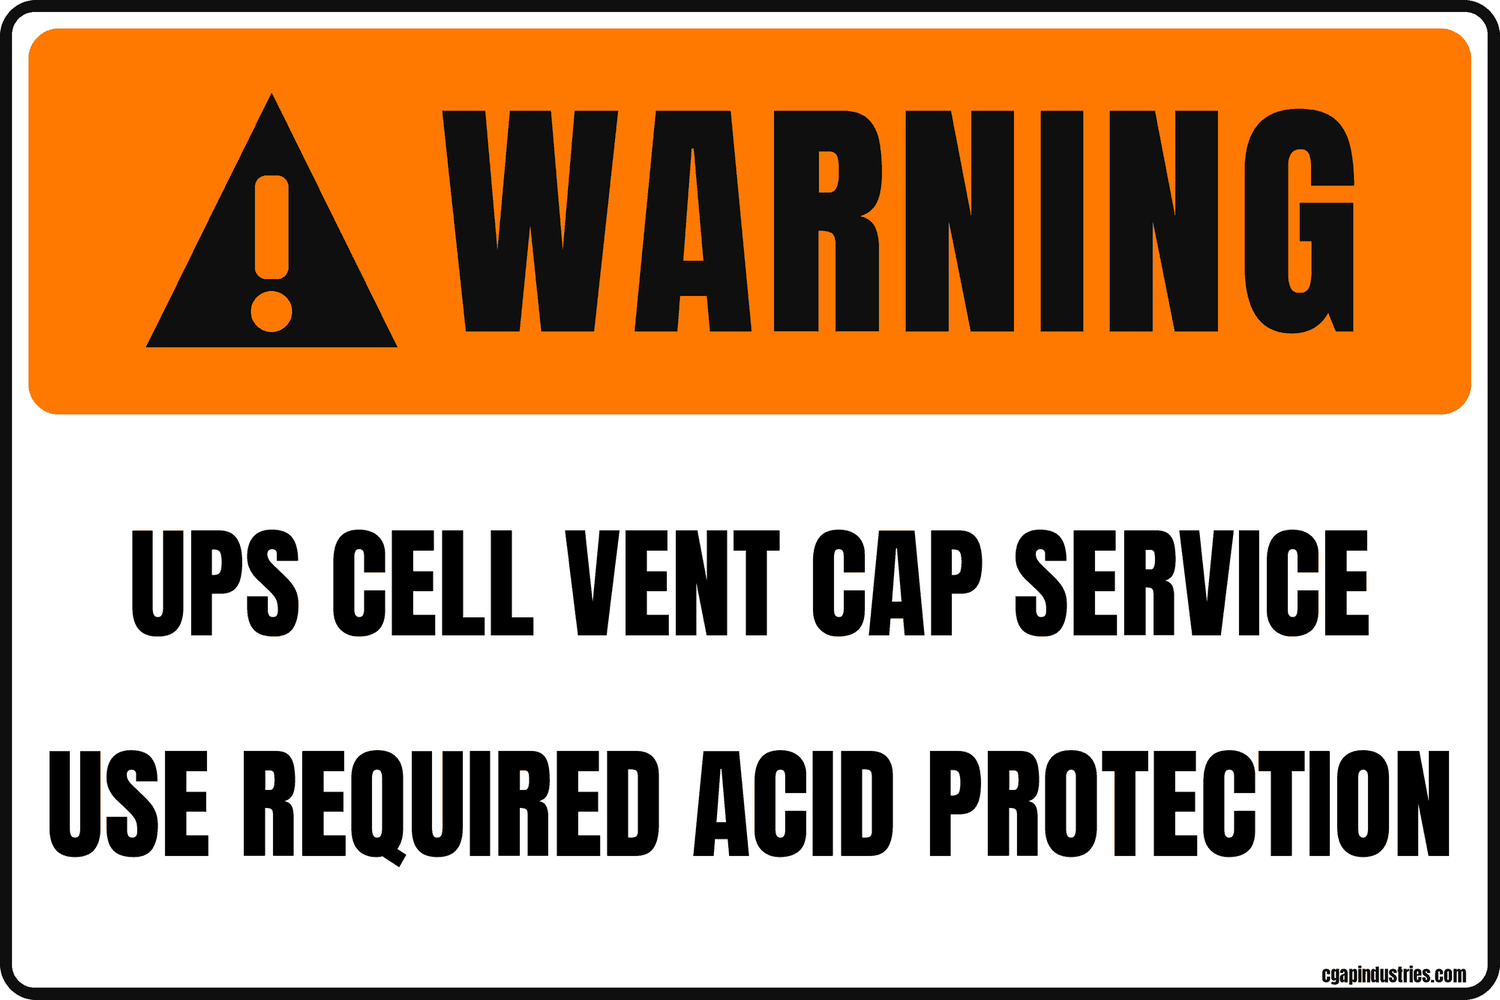 WARNING
UPS CELL VENT CAP SERVICE
USE REQUIRED ACID PROTECTION
cgapindustries.com